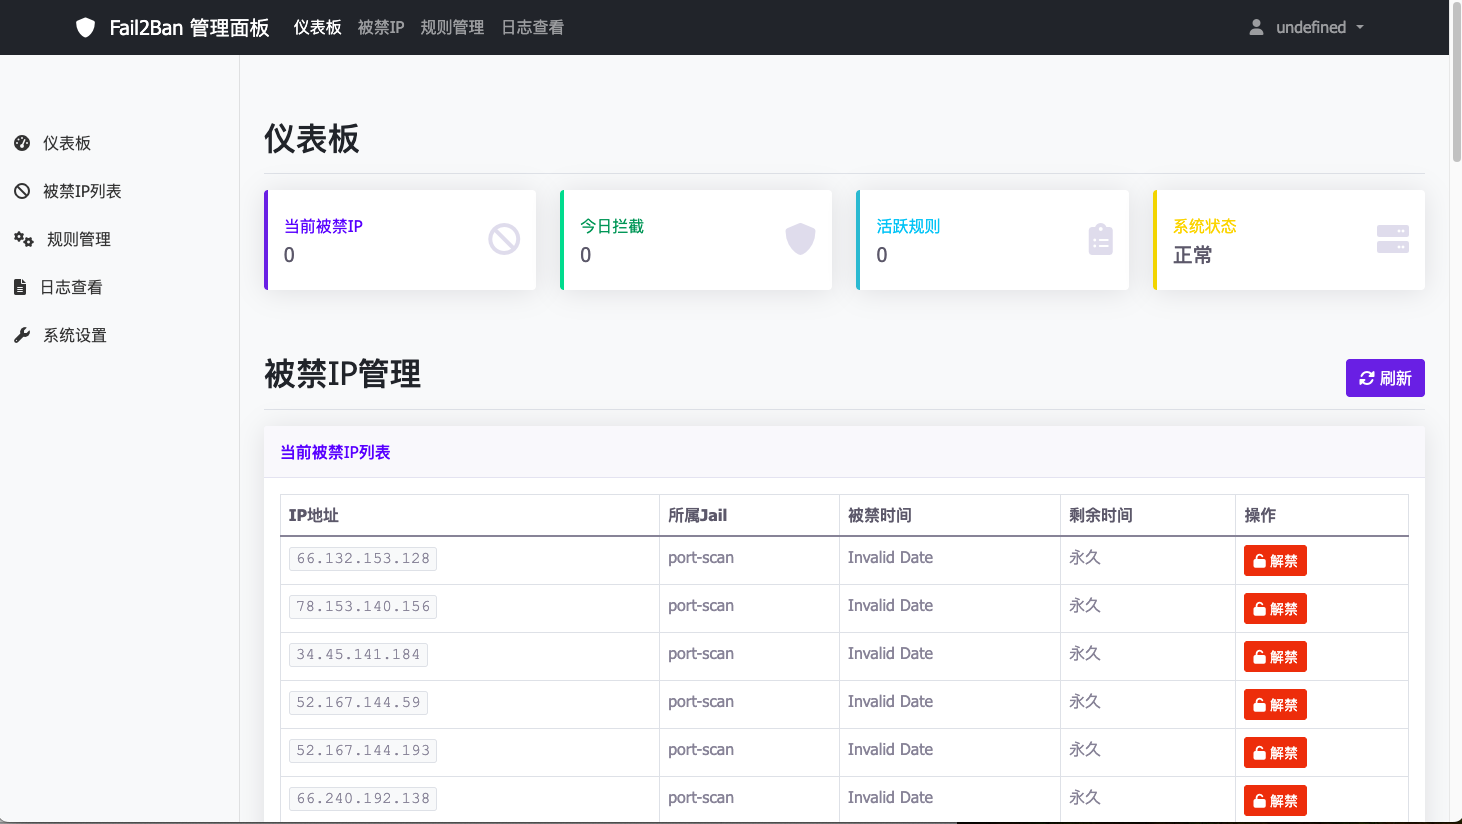 Fail2Ban 管理面板 仪表板 被禁IP 规则管理 日志查看 undefined
仪表板
被禁IP列表
规则管理
日志查看
系统设置
仪表板
当前被禁IP
0
今日拦截
0
活跃规则
0
系统状态
正常
被禁IP管理
刷新
当前被禁IP列表
IP地址 所属Jail 被禁时间 剩余时间 操作
66.132.153.128 port-scan Invalid Date 永久 解禁
78.153.140.156 port-scan Invalid Date 永久 解禁
34.45.141.184 port-scan Invalid Date 永久 解禁
52.167.144.59 port-scan Invalid Date 永久 解禁
52.167.144.193 port-scan Invalid Date 永久 解禁
66.240.192.138 port-scan Invalid Date 永久 解禁